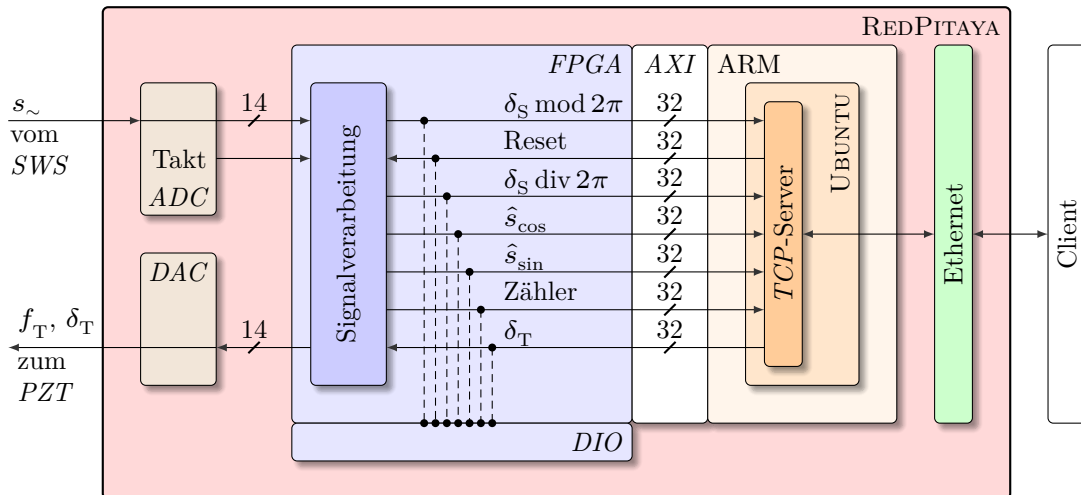 REDPITAYA
FPGA
AXI
ARM
s~
vom
SWS
14
Takt
ADC
Signalverarbeitung
δS mod 2π
32
Reset
32
δS div 2π
32
ŝcos
32
ŝsin
32
Zähler
32
δT
32
TCP-Server
UBUNTU
Ethernet
Client
DAC
14
fT, δT
zum
PZT
DIO